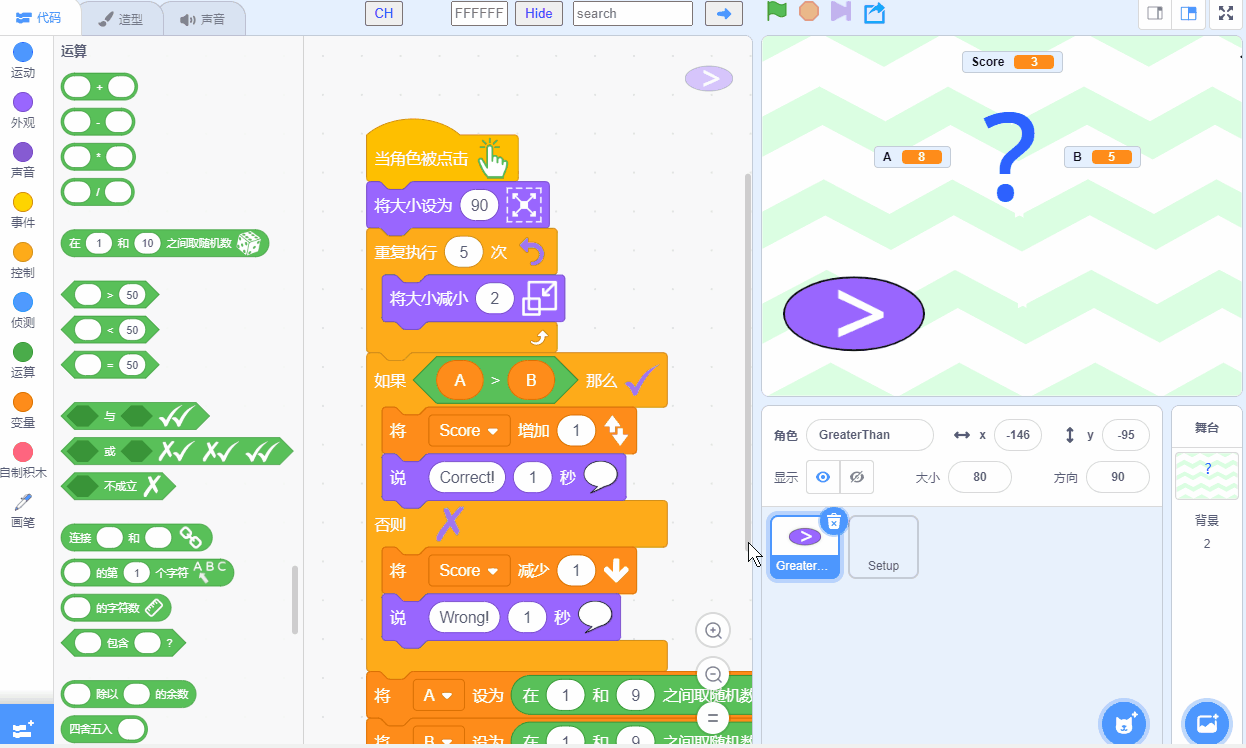 代码
造型
声音
CH
FFFFFF
Hide
search
运动
外观
声音
事件
控制
侦测
运算
变量
自制积木
画笔
运算
+
-
*
/
在 1 和 10 之间取随机数
> 50
< 50
= 50
与
或
不成立
连接 和
的第 1 个字符 ABC
的字符数
包含 ?
除以 的余数
四舍五入
>
当角色被点击
将大小设为 90
重复执行 5 次
将大小减小 2
如果 A > B 那么
将 Score 增加 1
说 Correct! 1 秒
否则
将 Score 减少 1
说 Wrong! 1 秒
将 A 设为 在 1 和 9 之间取随机数
将 B 设为 在 1 和 9 之间取随机数
Score 3
?
A 8
B 5
>
角色 GreaterThan x -146 y -95
显示 大小 80 方向 90
>
Greater...
Setup
舞台
?
背景
2